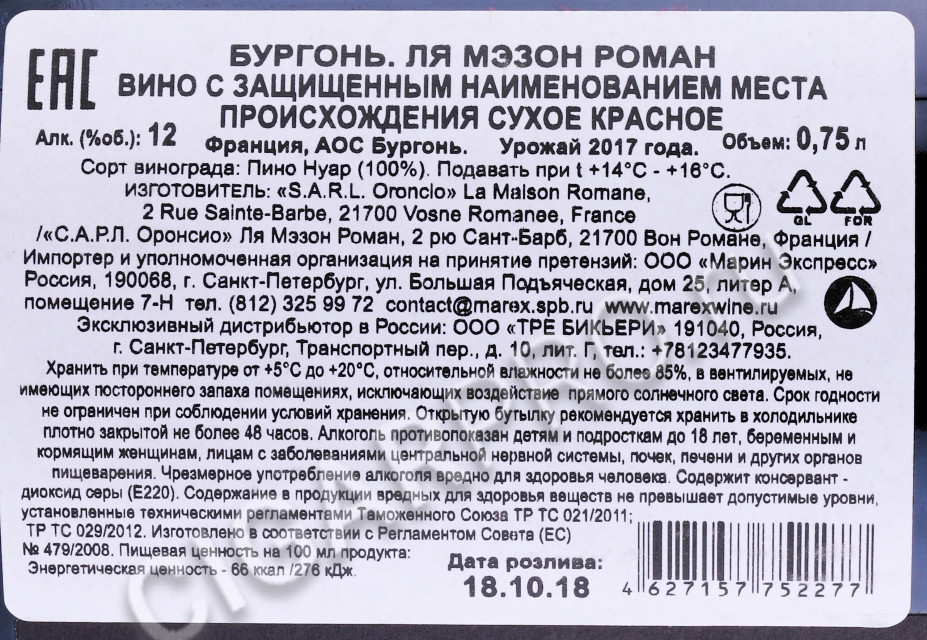 EAC
БУРГОНЬ. ЛЯ МЭЗОН РОМАН
ВИНО С ЗАЩИЩЕННЫМ НАИМЕНОВАНИЕМ МЕСТА
ПРОИСХОЖДЕНИЯ СУХОЕ КРАСНОЕ
Алк. (%об.): 12
Франция, АОС Бургонь. Урожай 2017 года.
Объем: 0,75 л
Сорт винограда: Пино Нуар (100%). Подавать при t +14°C - +16°C.
ИЗГОТОВИТЕЛЬ: «S.A.R.L. Oroncio» La Maison Romane,
2 Rue Sainte-Barbe, 21700 Vosne Romanee, France
GL FOR
/«С.А.Р.Л. Оронсио» Ля Мэзон Роман, 2 рю Сант-Барб, 21700 Вон Романе, Франция /
Импортер и уполномоченная организация на принятие претензий: ООО «Марин Экспресс»
Россия, 190068, г. Санкт-Петербург, ул. Большая Подъяческая, дом 25, литер А,
помещение 7-Н тел. (812) 325 99 72 contact@marex.spb.ru www.marexwine.ru
Эксклюзивный дистрибьютор в России: ООО «ТРЕ БИКЬЕРИ» 191040, Россия,
г. Санкт-Петербург, Транспортный пер., д. 10, лит. Г, тел.: +78123477935.
Хранить при температуре от +5°C до +20°C, относительной влажности не более 85%, в вентилируемых, не
имеющих постороннего запаха помещениях, исключающих воздействие прямого солнечного света. Срок годности
не ограничен при соблюдении условий хранения. Открытую бутылку рекомендуется хранить в холодильнике
плотно закрытой не более 48 часов. Алкоголь противопоказан детям и подросткам до 18 лет, беременным и
кормящим женщинам, лицам с заболеваниями центральной нервной системы, почек, печени и других органов
пищеварения. Чрезмерное употребление алкоголя вредно для здоровья человека. Содержит консервант -
диоксид серы (E220). Содержание в продукции вредных для здоровья веществ не превышает допустимые уровни,
установленные техническими регламентами Таможенного Союза ТР ТС 021/2011;
ТР ТС 029/2012. Изготовлено в соответствии с Регламентом Совета (ЕС)
№ 479/2008. Пищевая ценность на 100 мл продукта:
Энергетическая ценность - 66 ккал /276 кДж.
Дата розлива:
18.10.18
4 627157 752277
CIGARPRO.ru